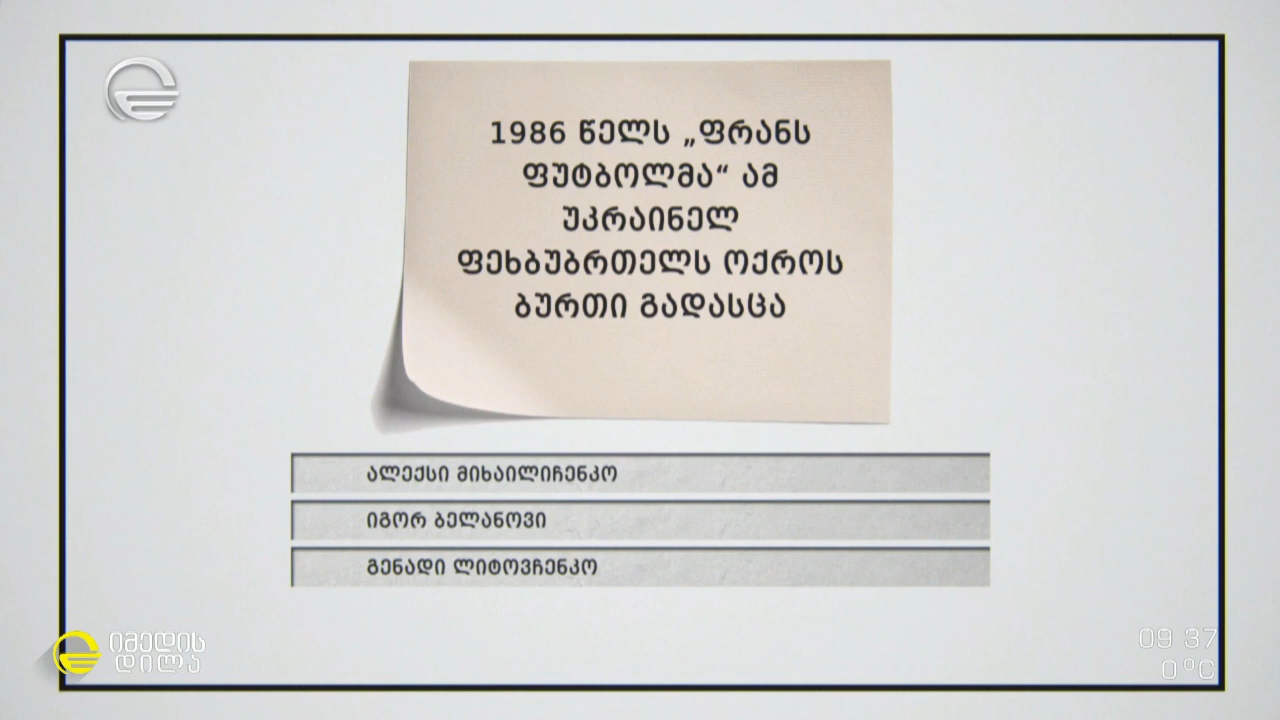 1986 წელს „ფრანს
ფუტბოლმა“ ამ
უკრაინელ
ფეხბუბრთელს ოქროს
ბურთი გადასცა
ალექსი მიხაილიჩენკო
იგორ ბელანოვი
გენადი ლიტოვჩენკო
იმედის
დილა
09 37
0°C